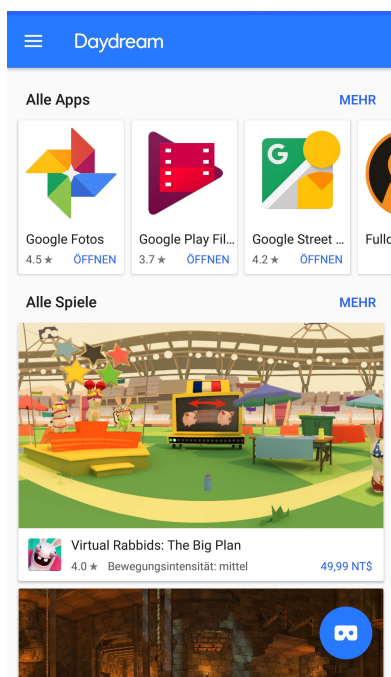 Daydream
Alle Apps MEHR
Google Fotos
4.5 ★ ÖFFNEN
Google Play Fil...
3.7 ★ ÖFFNEN
Google Street ...
4.2 ★ ÖFFNEN
Alle Spiele MEHR
Virtual Rabbids: The Big Plan
4.0 ★ Bewegungsintensität: mittel 49,99 NT$